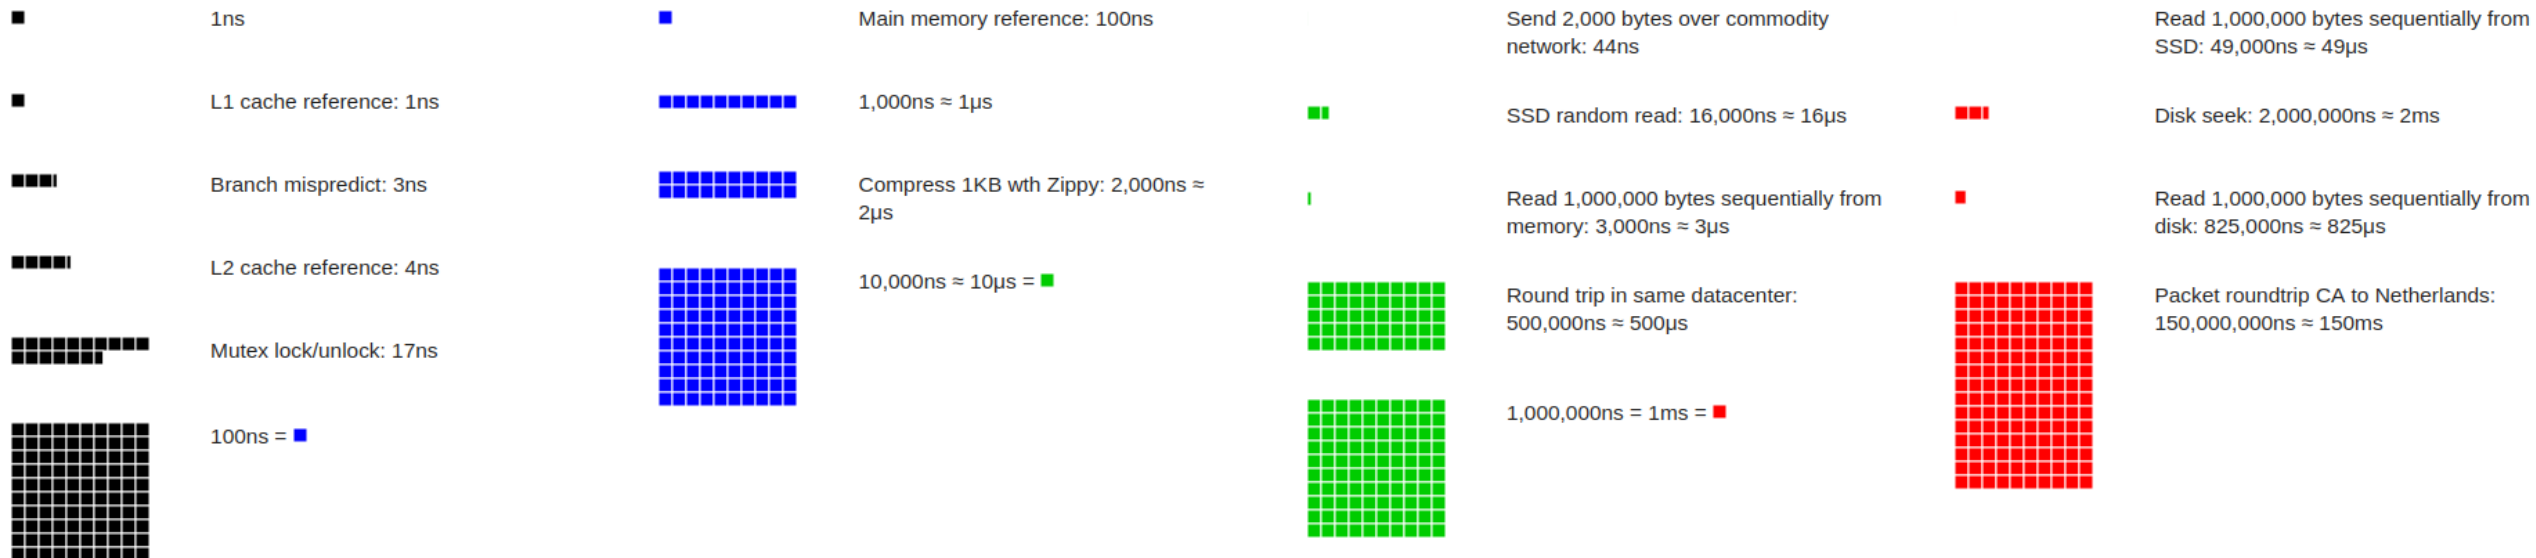 1ns
L1 cache reference: 1ns
Branch mispredict: 3ns
L2 cache reference: 4ns
Mutex lock/unlock: 17ns
100ns =
Main memory reference: 100ns
1,000ns ≈ 1μs
Compress 1KB wth Zippy: 2,000ns ≈
2μs
10,000ns ≈ 10μs =
Send 2,000 bytes over commodity
network: 44ns
SSD random read: 16,000ns ≈ 16μs
Read 1,000,000 bytes sequentially from
memory: 3,000ns ≈ 3μs
Round trip in same datacenter:
500,000ns ≈ 500μs
1,000,000ns = 1ms =
Read 1,000,000 bytes sequentially from
SSD: 49,000ns ≈ 49μs
Disk seek: 2,000,000ns ≈ 2ms
Read 1,000,000 bytes sequentially from
disk: 825,000ns ≈ 825μs
Packet roundtrip CA to Netherlands:
150,000,000ns ≈ 150ms